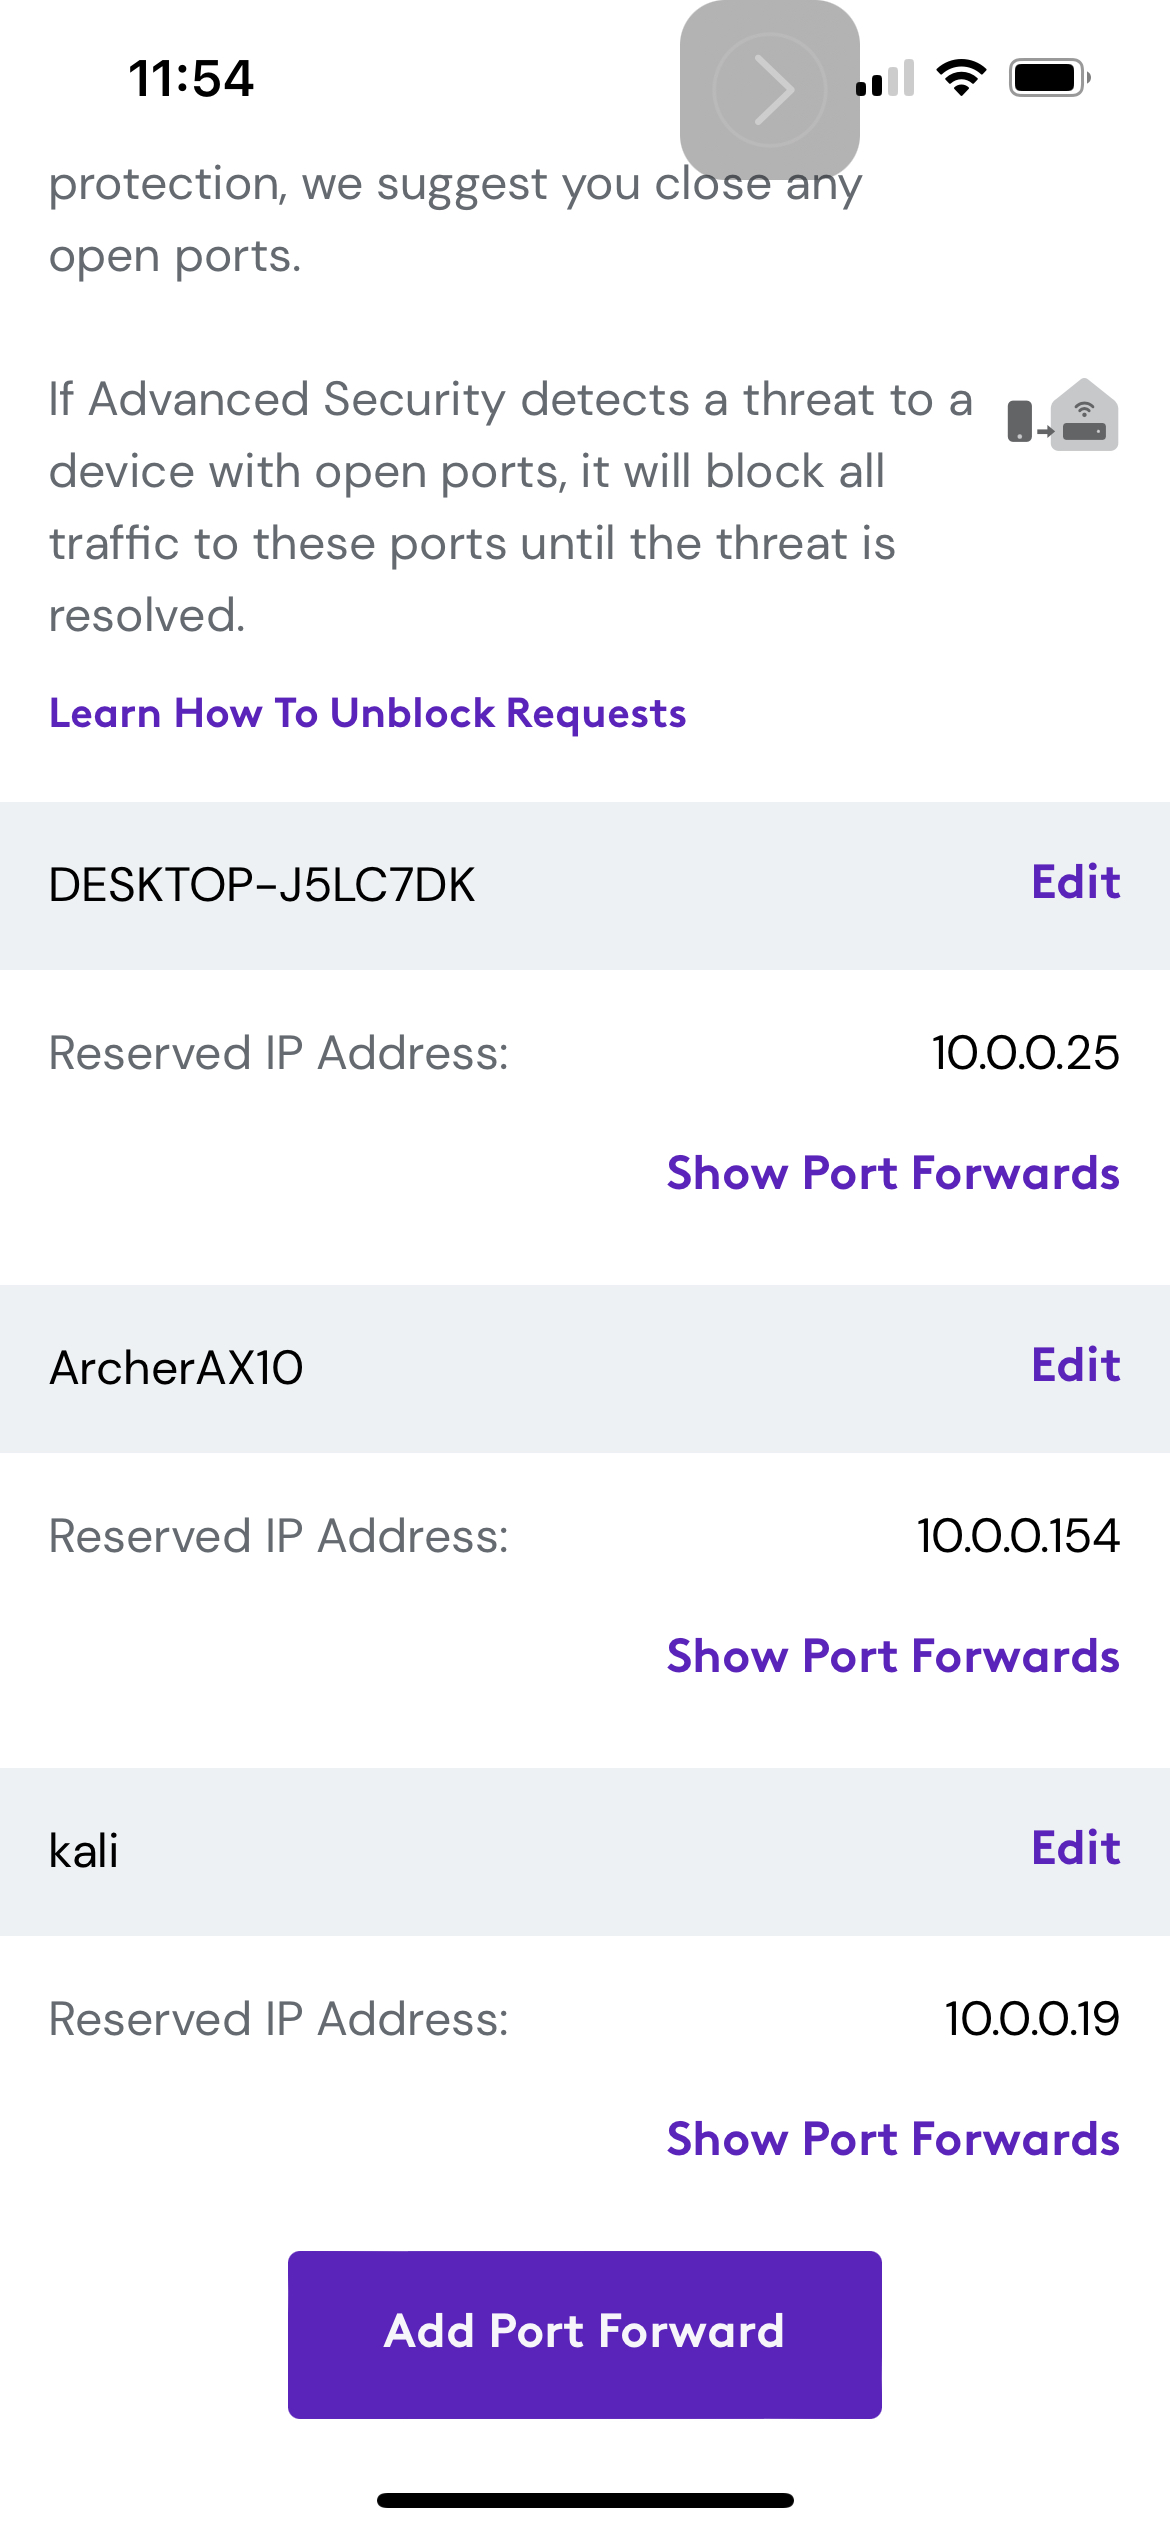 11:54
protection, we suggest you close any
open ports.
If Advanced Security detects a threat to a
device with open ports, it will block all
traffic to these ports until the threat is
resolved.
Learn How To Unblock Requests
DESKTOP-J5LC7DK
Edit
Reserved IP Address:
10.0.0.25
Show Port Forwards
ArcherAX10
Edit
Reserved IP Address:
10.0.0.154
Show Port Forwards
kali
Edit
Reserved IP Address:
10.0.0.19
Show Port Forwards
Add Port Forward